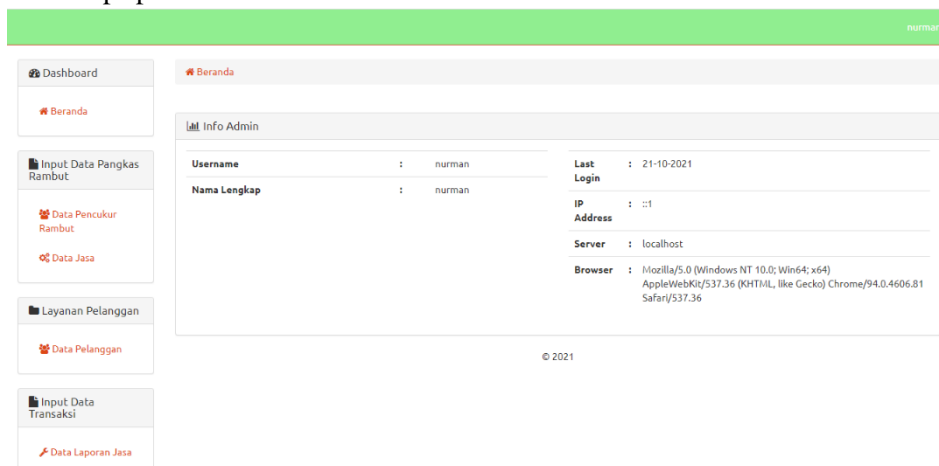 nurman
Dashboard
Beranda
Input Data Pangkas
Rambut
Data Pencukur
Rambut
Data Jasa
Layanan Pelanggan
Data Pelanggan
Input Data
Transaksi
Data Laporan Jasa
Beranda
Info Admin
Username : nurman
Nama Lengkap : nurman
Last : 21-10-2021
Login
IP : ::1
Address
Server : localhost
Browser : Mozilla/5.0 (Windows NT 10.0; Win64; x64)
AppleWebKit/537.36 (KHTML, like Gecko) Chrome/94.0.4606.81
Safari/537.36
© 2021